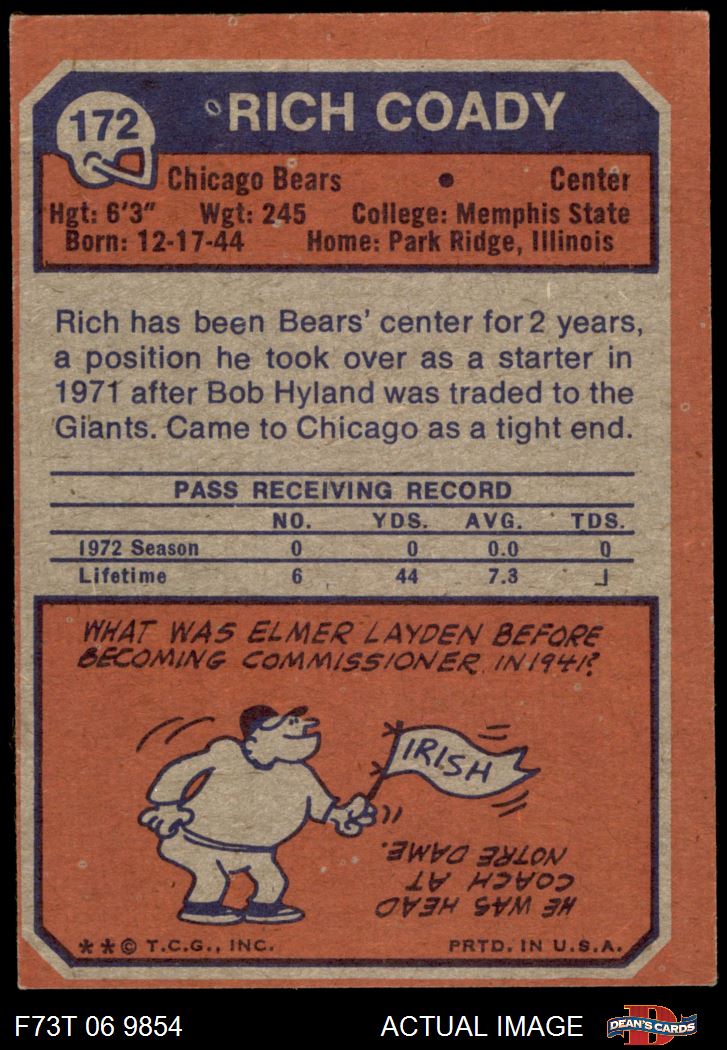 172
RICH COADY
Chicago Bears • Center
Hgt: 6'3" Wgt: 245 College: Memphis State
Born: 12-17-44 Home: Park Ridge, Illinois
Rich has been Bears' center for 2 years,
a position he took over as a starter in
1971 after Bob Hyland was traded to the
Giants. Came to Chicago as a tight end.
PASS RECEIVING RECORD
NO. YDS. AVG. TDS.
1972 Season 0 0 0.0 0
Lifetime 6 44 7.3 1
WHAT WAS ELMER LAYDEN BEFORE
BECOMING COMMISSIONER IN 1941?
IRISH
HE WAS HEAD
COACH AT
NOTRE DAME.
**© T.C.G., INC. PRTD. IN U.S.A.
F73T 06 9854 ACTUAL IMAGE
D
DEAN'S CARDS